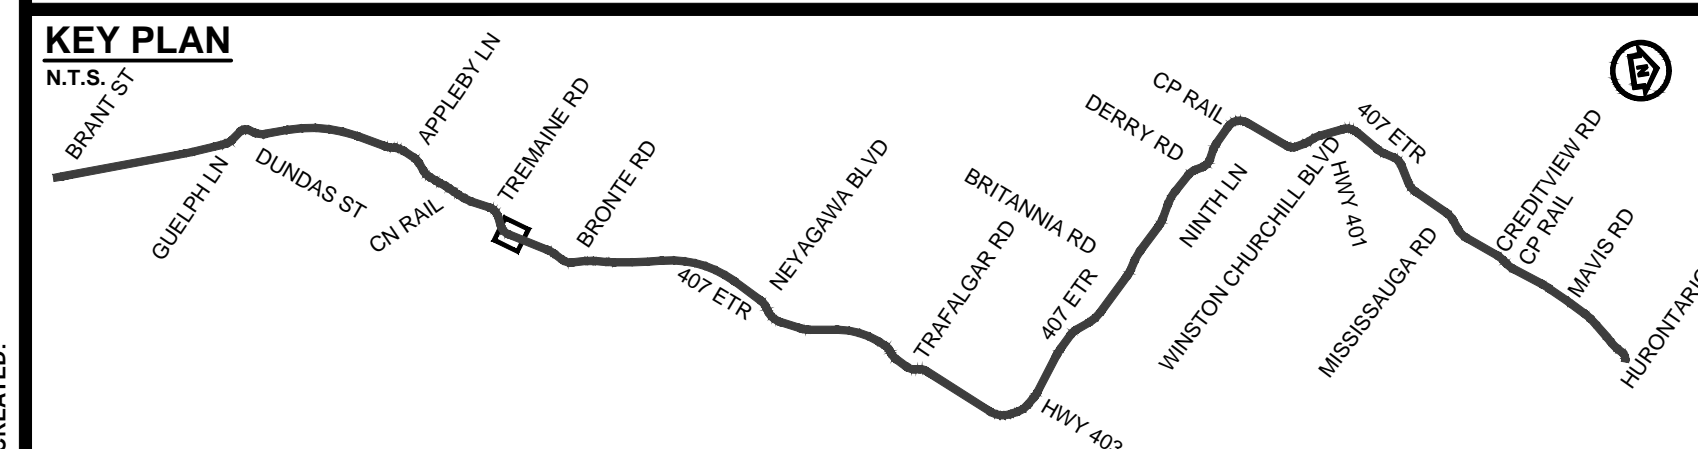 KEY PLAN
N.T.S.
BRANT ST
GUELPH LN
DUNDAS ST
CN RAIL
APPLEBY LN
TREMAINE RD
BRONTE RD
407 ETR
NEYAGAWA BLVD
TRAFALGAR RD
BRITANNIA RD
407 ETR
HWY 403
DERRY RD
CP RAIL
NINTH LN
WINSTON CHURCHILL BLVD
HWY 401
407 ETR
MISSISSAUGA RD
CREDITVIEW RD
CP RAIL
MAVIS RD
HURONTARIO
N